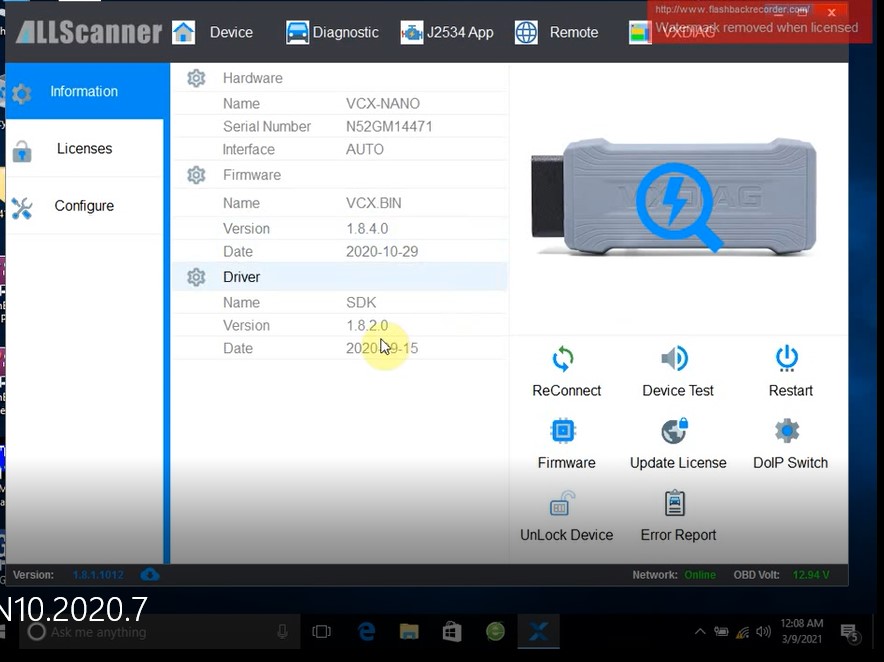 http://www.flashbackrecorder.com/
Watermark removed when licensed
ALLScanner Device Diagnostic J2534 App Remote VXDIAG
Information
Licenses
Configure
Hardware
Name VCX-NANO
Serial Number N52GM14471
Interface AUTO
Firmware
Name VCX.BIN
Version 1.8.4.0
Date 2020-10-29
Driver
Name SDK
Version 1.8.2.0
Date 2020-09-15
VXDIAG
ReConnect Device Test Restart
Firmware Update License DoIP Switch
UnLock Device Error Report
Version: 1.8.1.1012 Network: Online OBD Volt: 12.94 V
N10.2020.7
Ask me anything
12:08 AM
3/9/2021
5